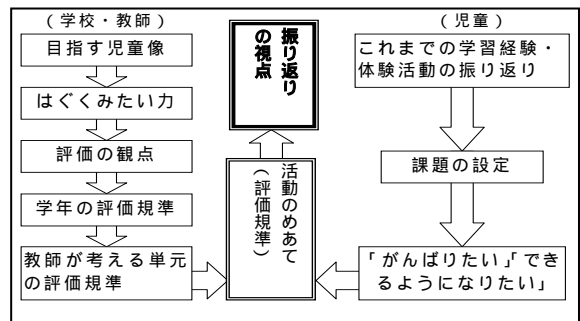 (学校・教師)
目指す児童像
はぐくみたい力
評価の観点
学年の評価規準
教師が考える単元
の評価規準
振り返り
の視点
活動のめあて
(評価規準)
(児童)
これまでの学習経験・
体験活動の振り返り
課題の設定
「がんばりたい」「でき
るようになりたい」